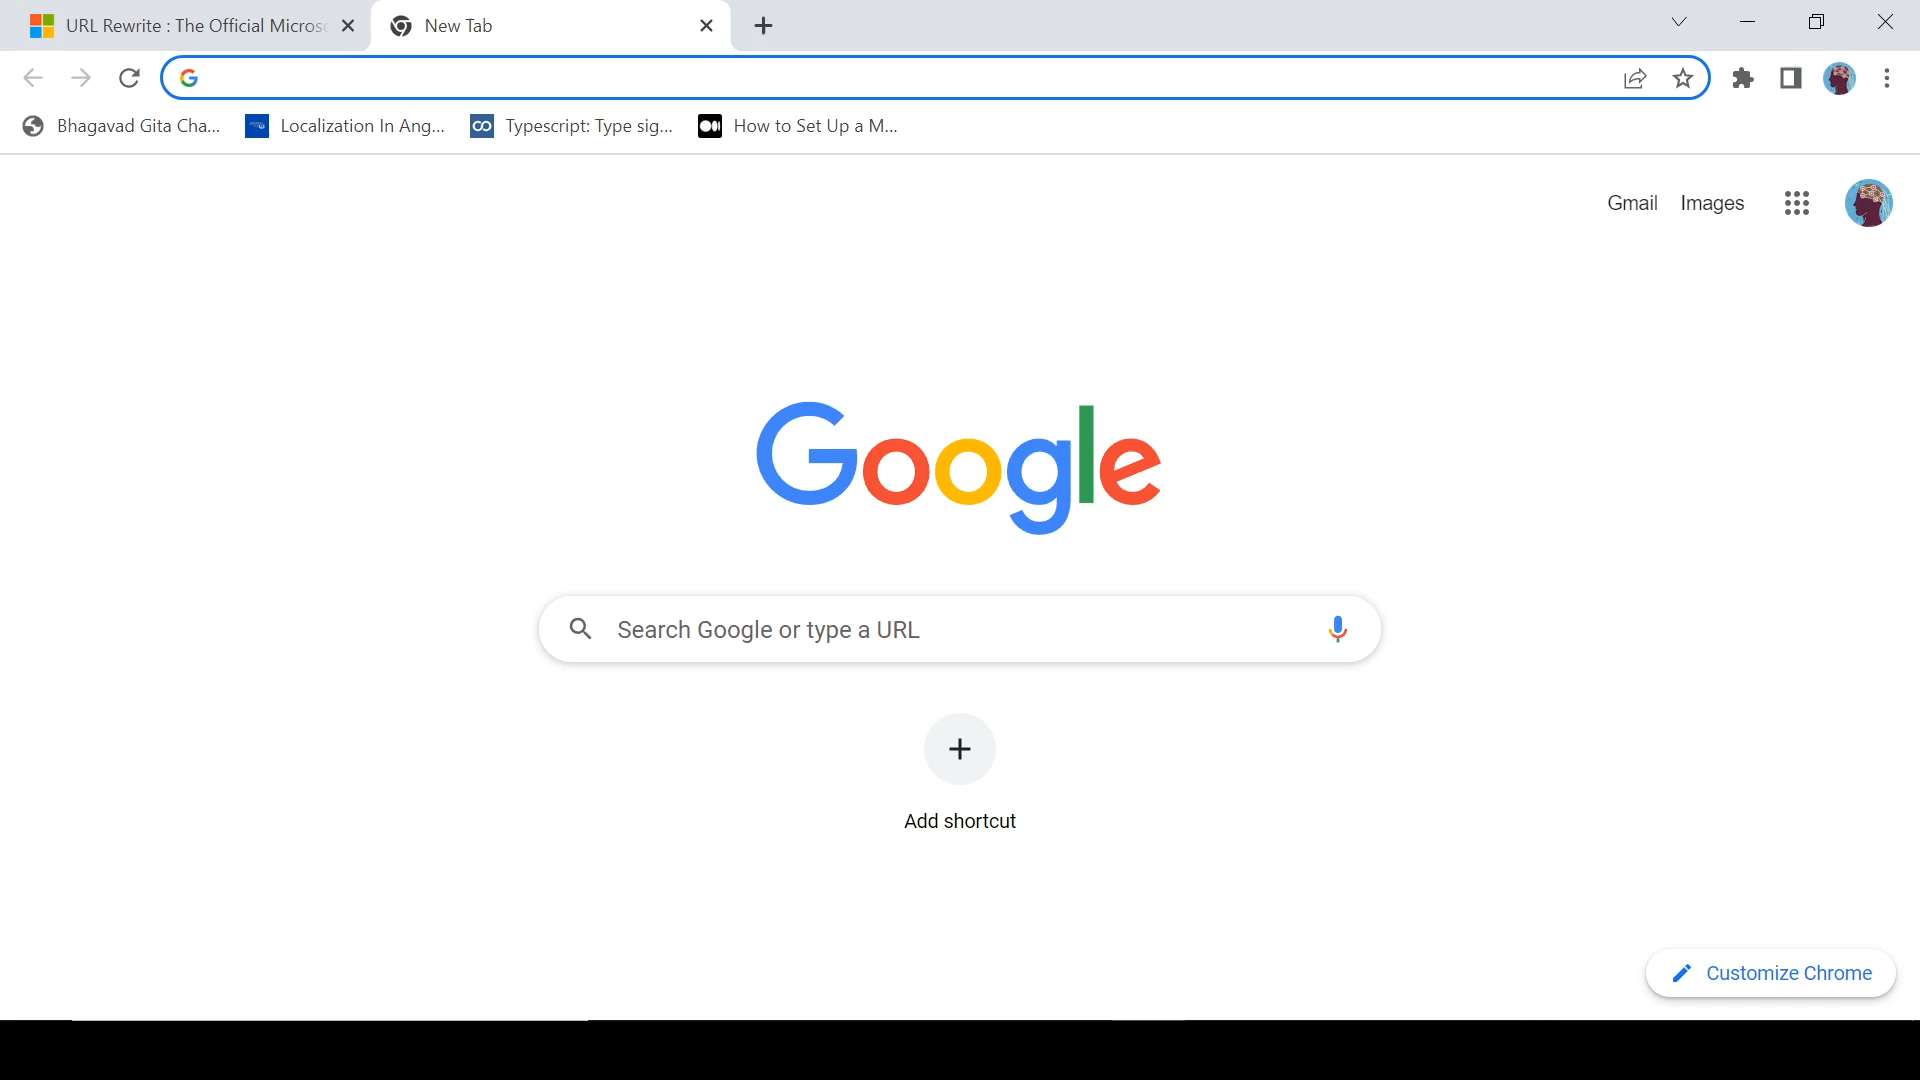 URL Rewrite : The Official Micros
New Tab
Bhagavad Gita Cha...
Localization In Ang...
Typescript: Type sig...
How to Set Up a M...
Gmail
Images
Google
Search Google or type a URL
Add shortcut
Customize Chrome